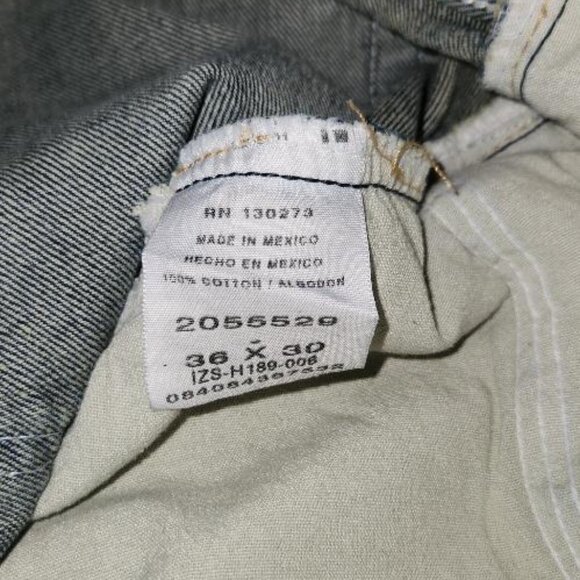 RN 130273
MADE IN MEXICO
HECHO EN MEXICO
100% COTTON / ALGODON
2055529
36 X 30
IZS-H189-006